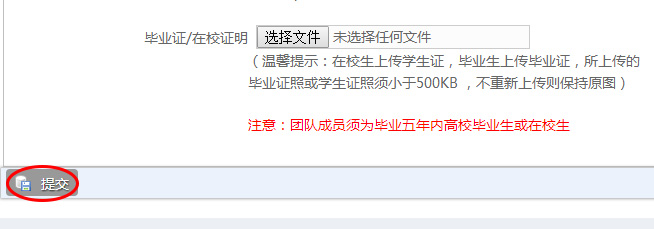 毕业证/在校证明 选择文件 未选择任何文件
（温馨提示：在校生上传学生证，毕业生上传毕业证，所上传的
毕业证照或学生证照须小于500KB ，不重新上传则保持原图）
注意：团队成员须为毕业五年内高校毕业生或在校生
提交